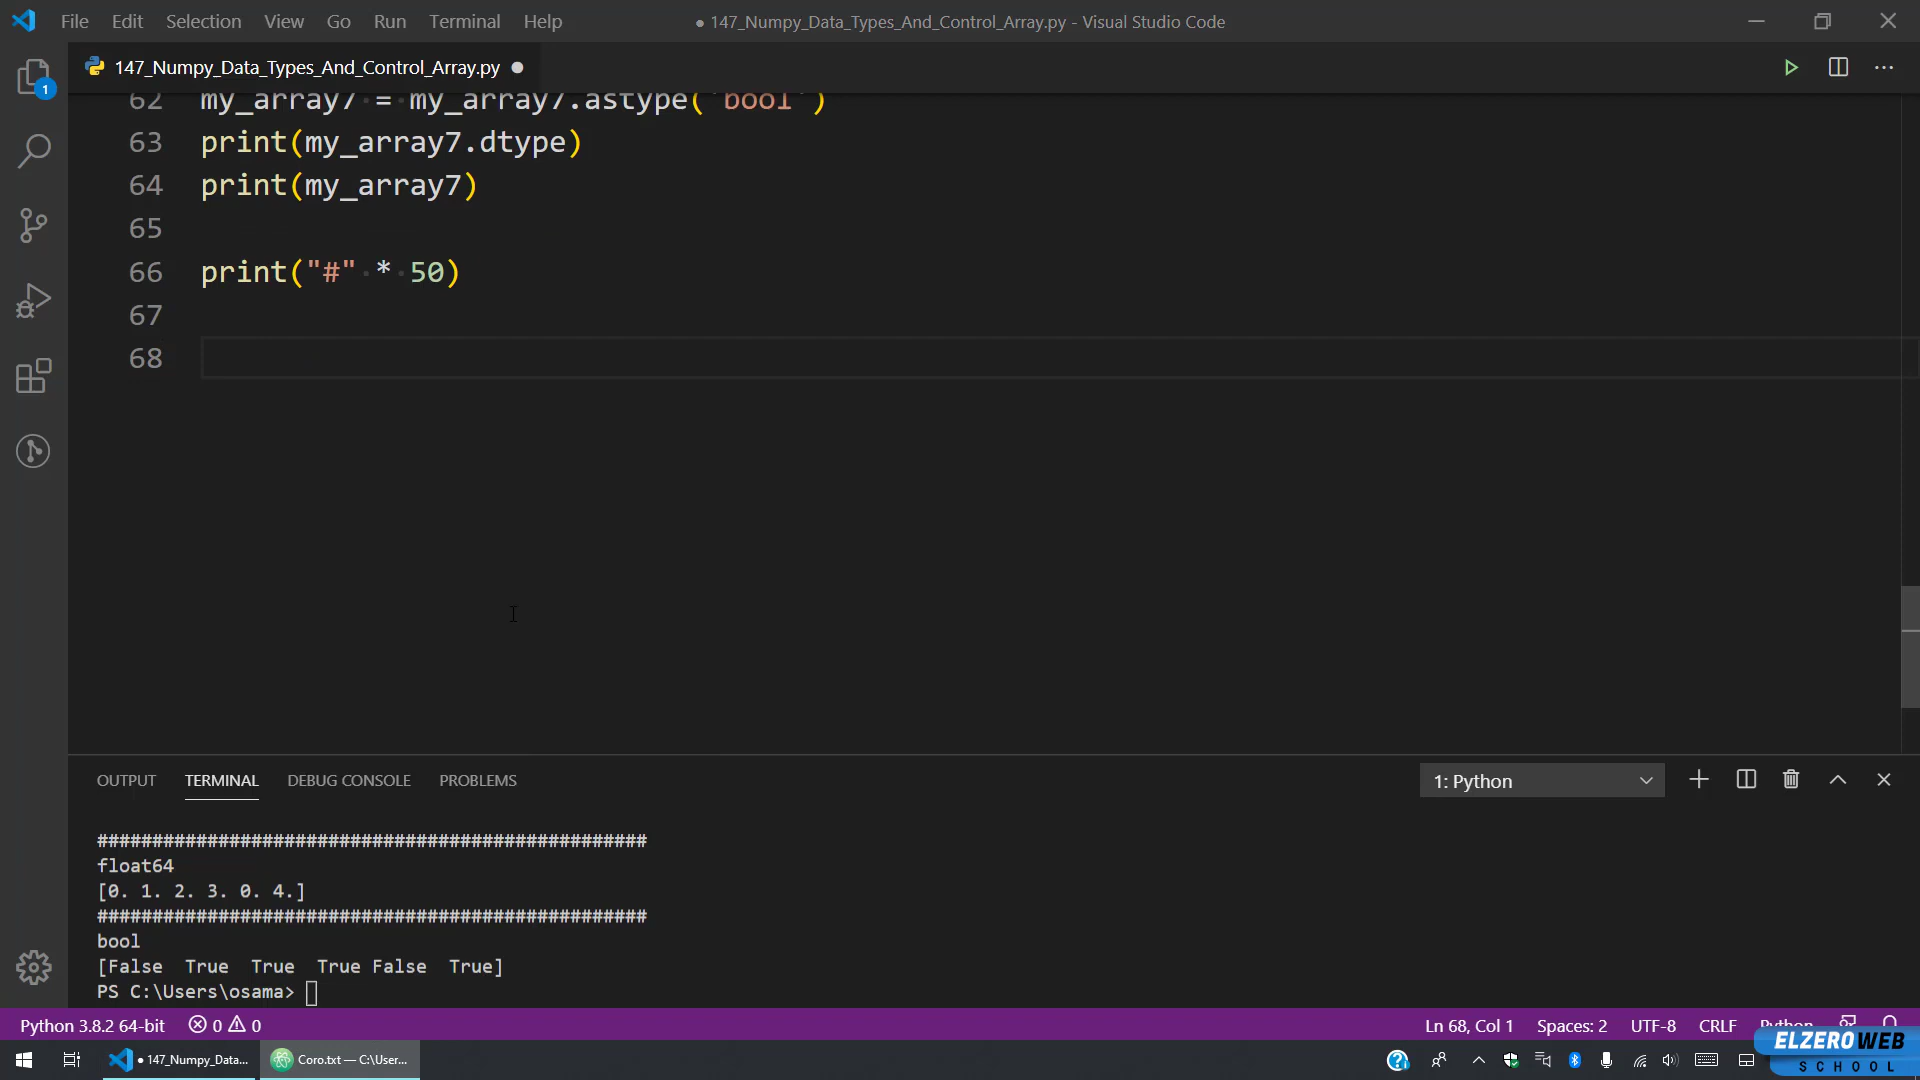 File Edit Selection View Go Run Terminal Help
● 147_Numpy_Data_Types_And_Control_Array.py - Visual Studio Code
147_Numpy_Data_Types_And_Control_Array.py
1
62 my_array7 = my_array7.astype('bool')
63 print(my_array7.dtype)
64 print(my_array7)
65
66 print("#" * 50)
67
68
OUTPUT TERMINAL DEBUG CONSOLE PROBLEMS
1: Python
##################################################
float64
[0. 1. 2. 3. 0. 4.]
##################################################
bool
[False  True  True  True False  True]
PS C:\Users\osama>
Python 3.8.2 64-bit 0 0
Ln 68, Col 1 Spaces: 2 UTF-8 CRLF Python
● 147_Numpy_Data... Coro.txt — C:\User...
ELZEROWEB
SCHOOL